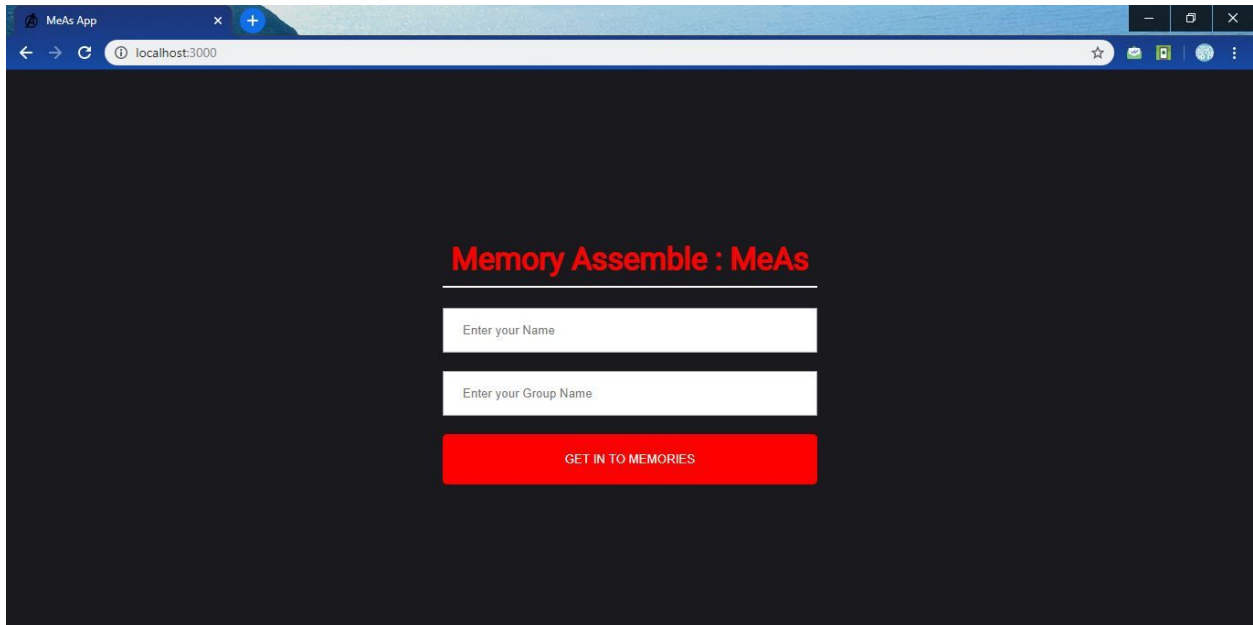 MeAs App
localhost:3000
Memory Assemble : MeAs
Enter your Name
Enter your Group Name
GET IN TO MEMORIES